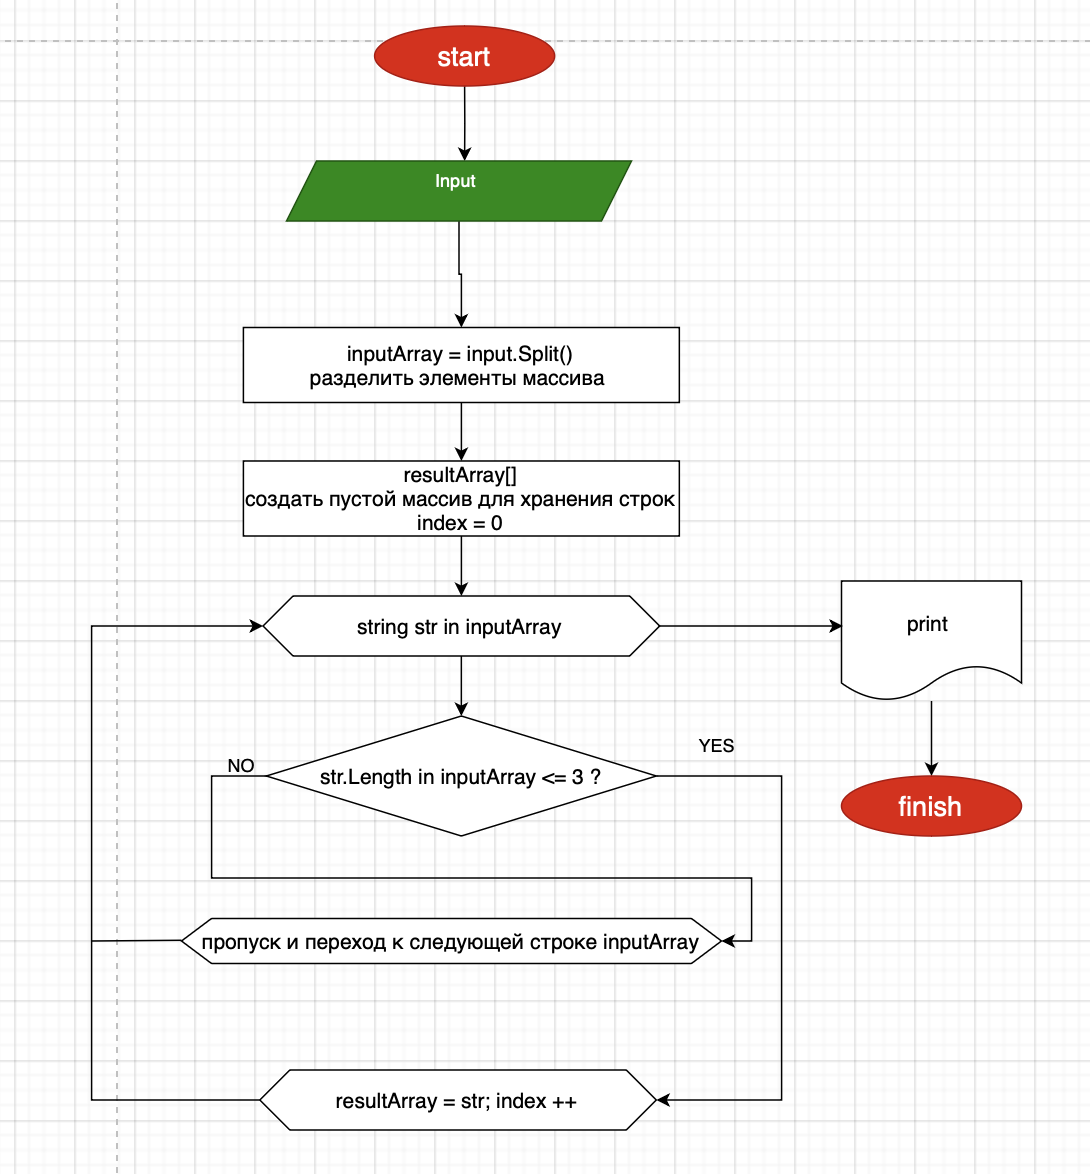 start
Input
inputArray = input.Split()
разделить элементы массива
resultArray[]
создать пустой массив для хранения строк
index = 0
string str in inputArray
print
YES
NO
str.Length in inputArray <= 3 ?
finish
пропуск и переход к следующей строке inputArray
resultArray = str; index ++